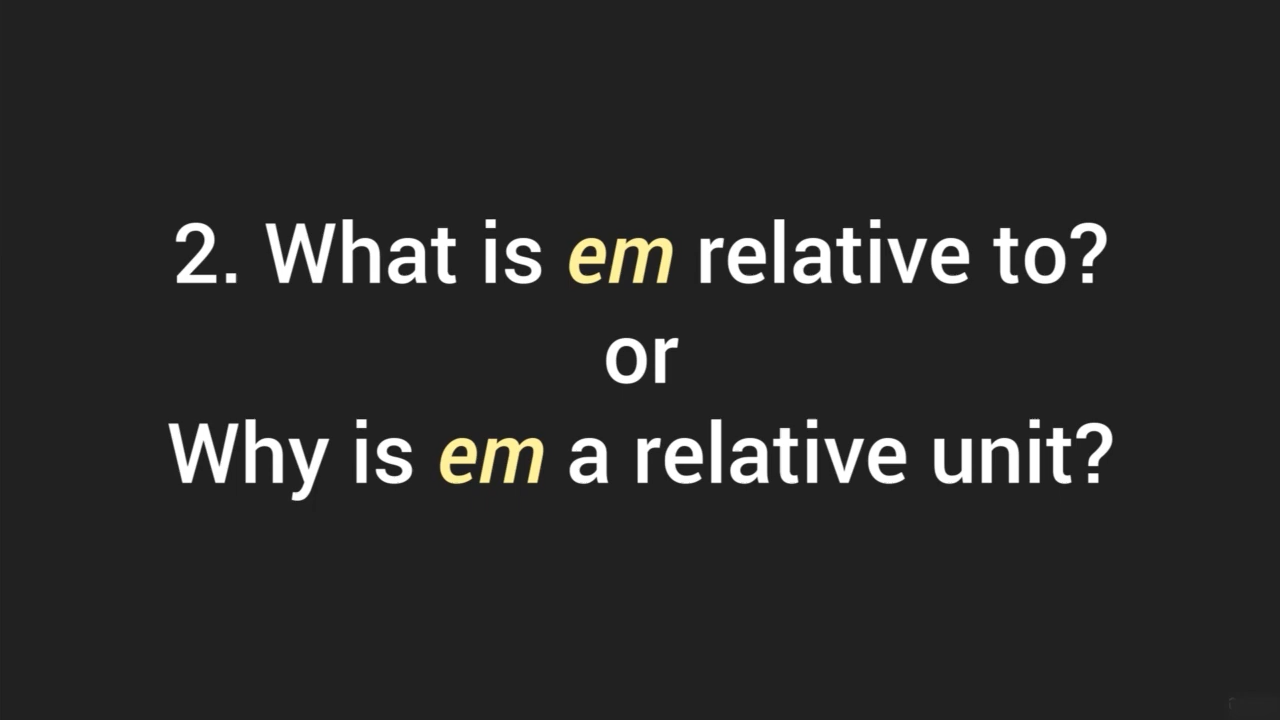 2. What is em relative to?
or
Why is em a relative unit?